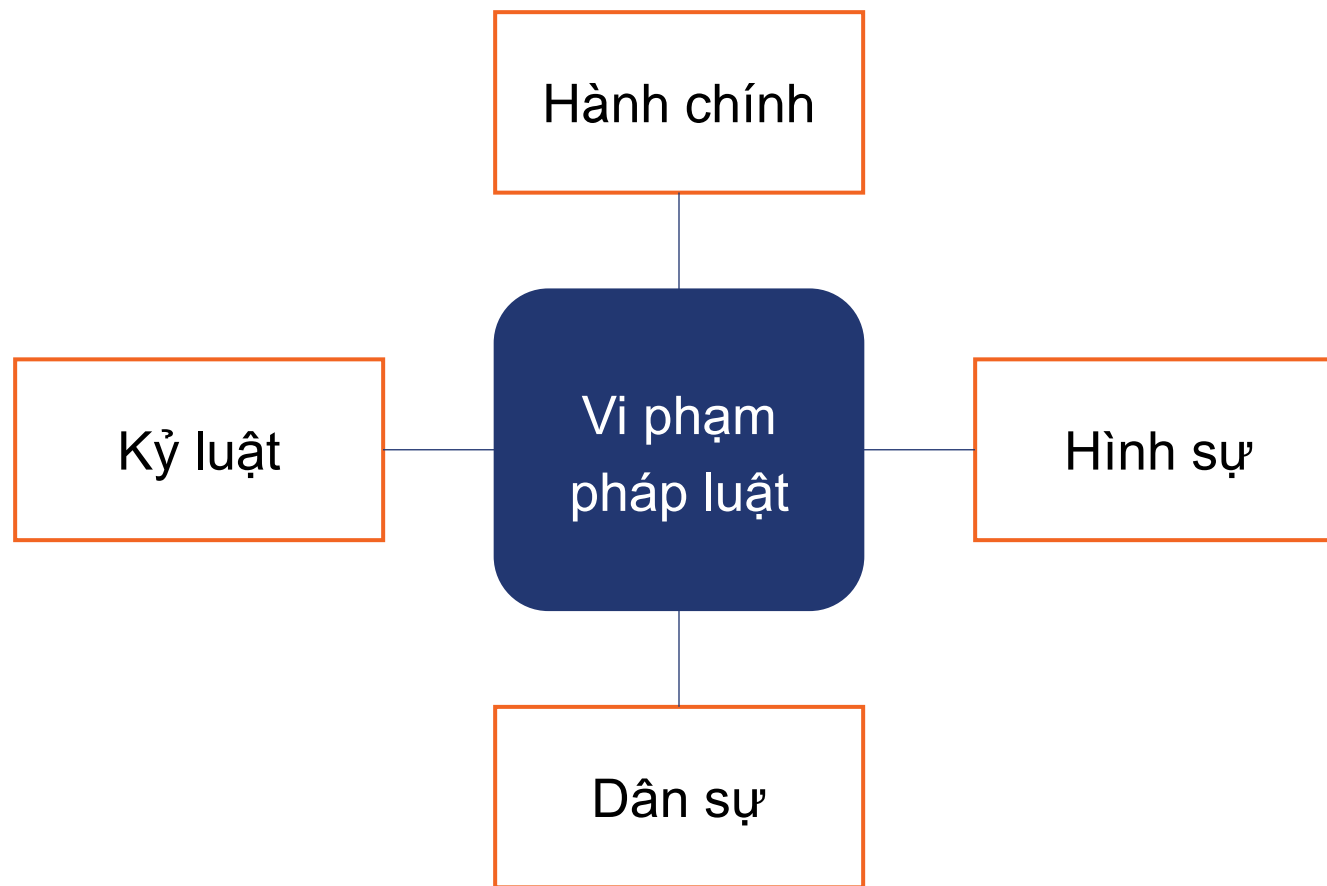 Hành chính
Kỷ luật
Vi phạm
pháp luật
Hình sự
Dân sự